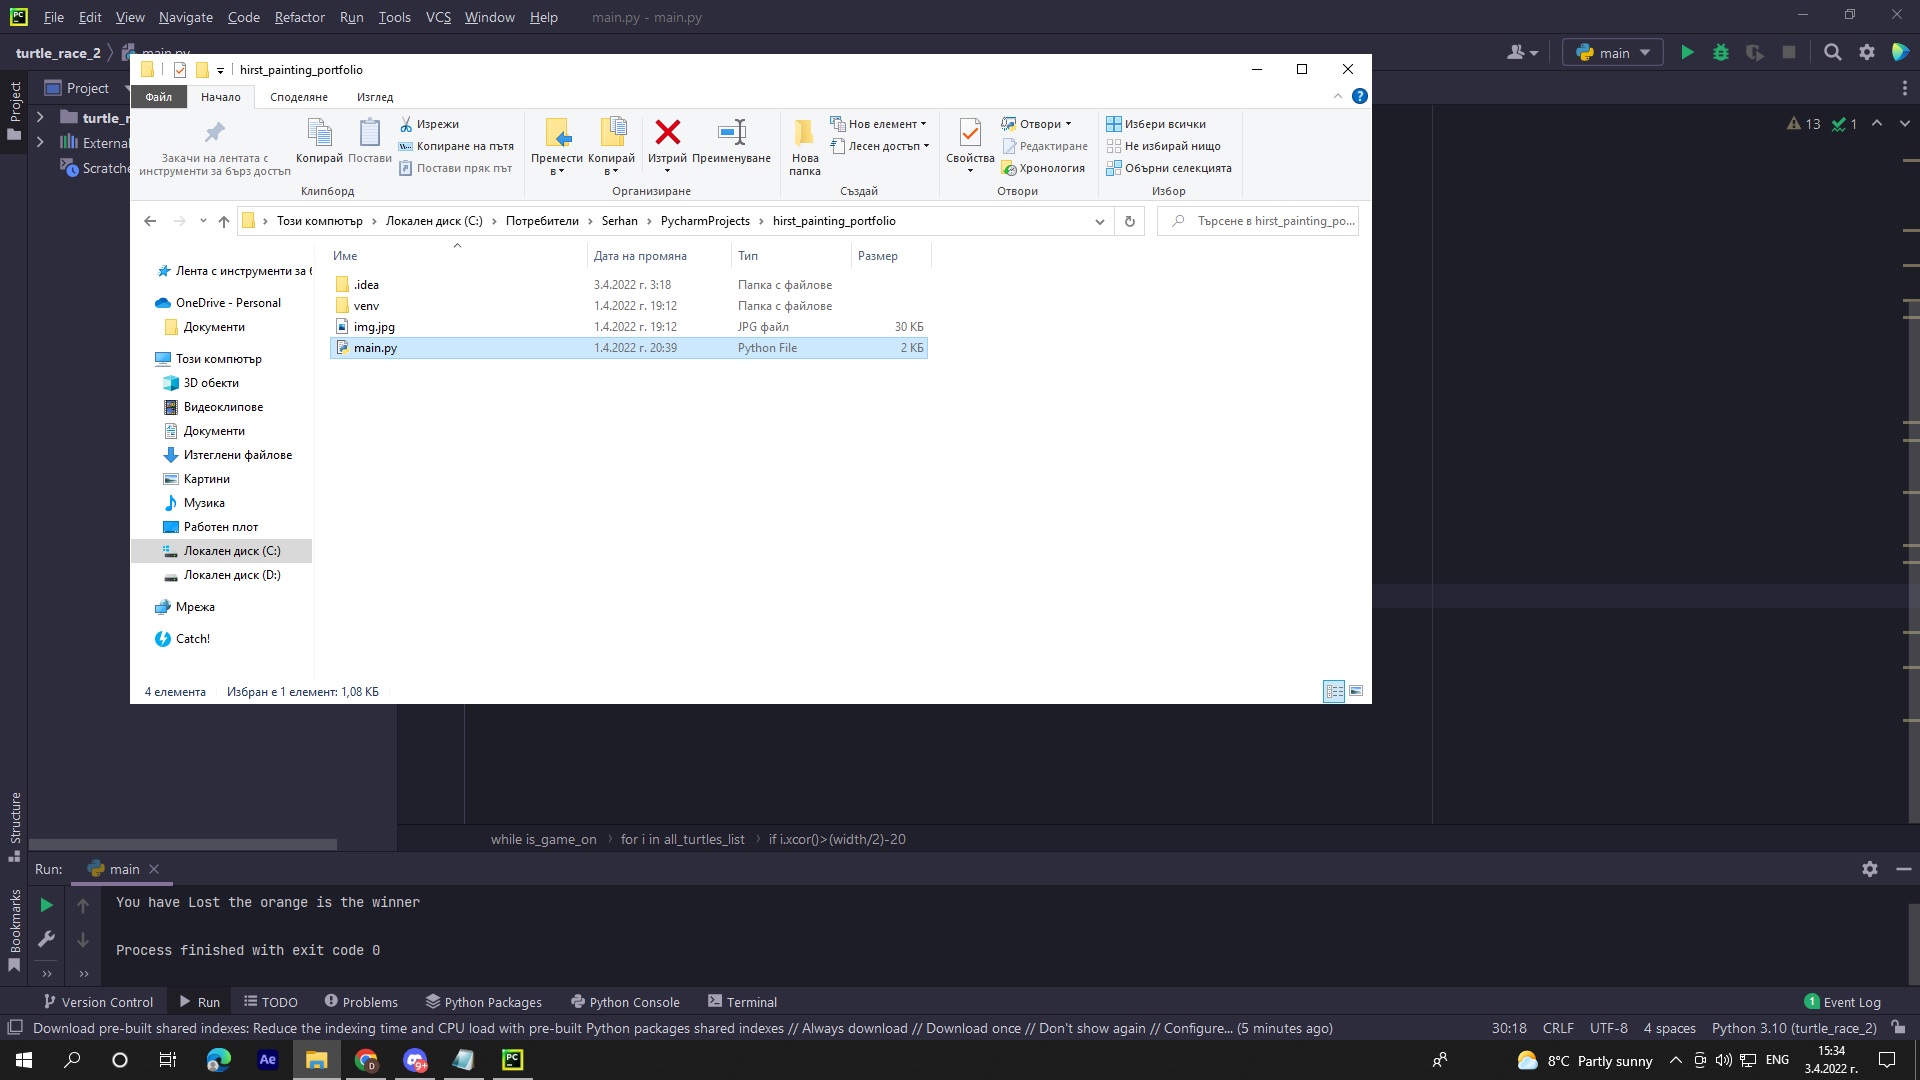 File Edit View Navigate Code Refactor Run Tools VCS Window Help main.py - main.py
turtle_race_2 main.py
main
hirst_painting_portfolio
Файл Начало Споделяне Изглед
Project
Project
turtle_r
External
Scratche
13 1
Закачи на лентата с инструменти за бърз достъп
Копирай
Постави
Изрежи
Копиране на пътя
Постави пряк път
Клипборд
Премести в
Копирай в
Изтрий
Преименуване
Организиране
Нова папка
Нов елемент
Лесен достъп
Създай
Свойства
Отвори
Редактиране
Хронология
Отвори
Избери всички
Не избирай нищо
Обърни селекцията
Избор
Този компютър Локален диск (C:) Потребители Serhan PycharmProjects hirst_painting_portfolio
Търсене в hirst_painting_po...
Име Дата на промяна Тип Размер
.idea 3.4.2022 г. 3:18 Папка с файлове
venv 1.4.2022 г. 19:12 Папка с файлове
img.jpg 1.4.2022 г. 19:12 JPG файл 30 КБ
main.py 1.4.2022 г. 20:39 Python File 2 КБ
Лента с инструменти за б
OneDrive - Personal
Документи
Този компютър
3D обекти
Видеоклипове
Документи
Изтеглени файлове
Картини
Музика
Работен плот
Локален диск (C:)
Локален диск (D:)
Мрежа
Catch!
4 елемента Избран е 1 елемент: 1,08 КБ
Structure
Bookmarks
while is_game_on for i in all_turtles_list if i.xcor()>(width/2)-20
Run: main
You have Lost the orange is the winner
Process finished with exit code 0
Version Control Run TODO Problems Python Packages Python Console Terminal 1 Event Log
Download pre-built shared indexes: Reduce the indexing time and CPU load with pre-built Python packages shared indexes // Always download // Download once // Don't show again // Configure... (5 minutes ago) 30:18 CRLF UTF-8 4 spaces Python 3.10 (turtle_race_2)
8°C Partly sunny ENG 15:34
3.4.2022 г.